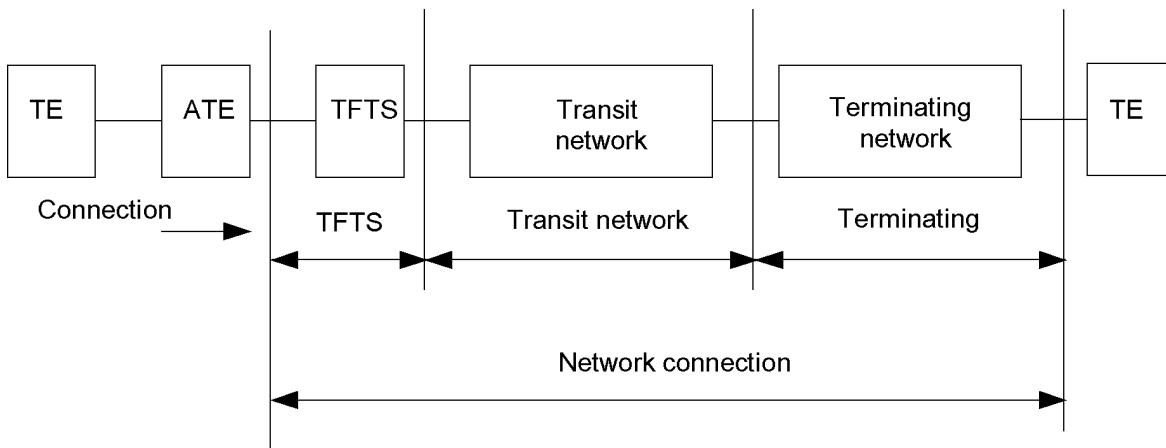 TE
ATE
TFTS
Transit
network
Terminating
network
TE
Connection
TFTS
Transit network
Terminating
Network connection